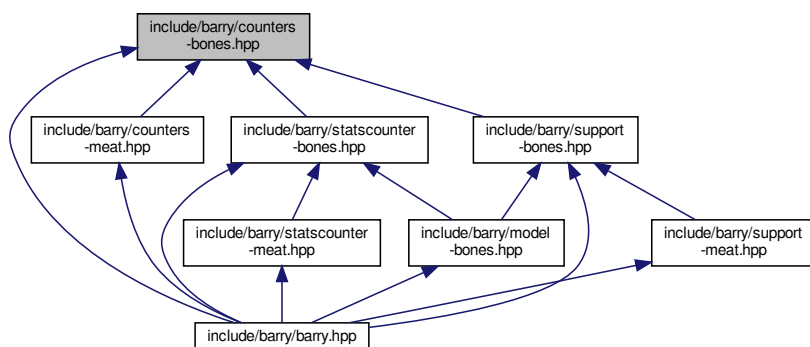 include/barry/counters
-bones.hpp
include/barry/counters
-meat.hpp
include/barry/statscounter
-bones.hpp
include/barry/support
-bones.hpp
include/barry/statscounter
-meat.hpp
include/barry/model
-bones.hpp
include/barry/support
-meat.hpp
include/barry/barry.hpp